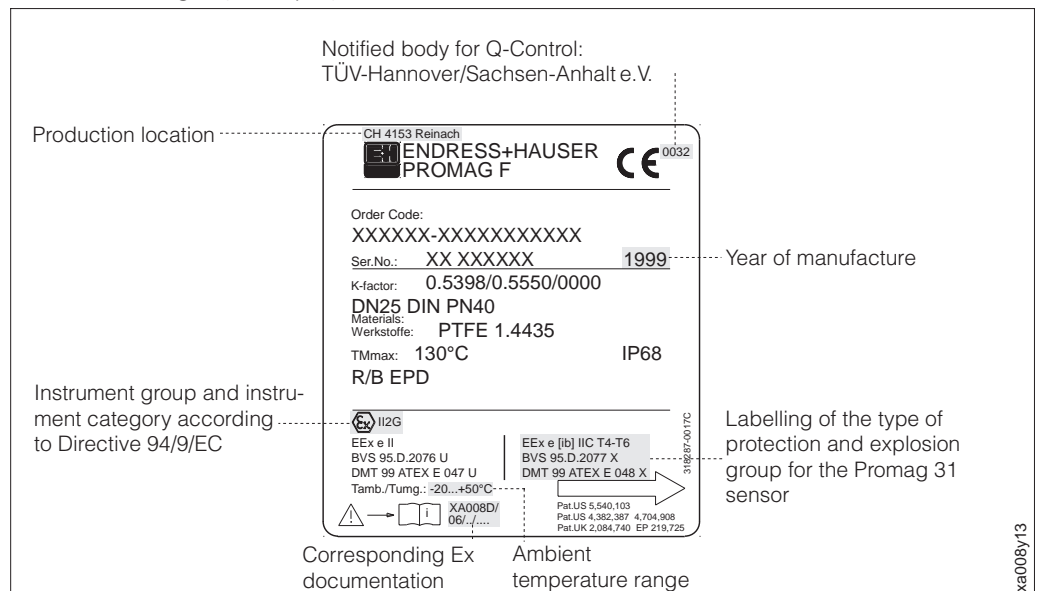 Notified body for Q-Control:
TÜV-Hannover/Sachsen-Anhalt e.V.
Production location
CH 4153 Reinach
E+H ENDRESS+HAUSER
PROMAG F
CE 0032
Order Code:
XXXXXX-XXXXXXXXXXX
Ser.No.: XX XXXXXX 1999
Year of manufacture
K-factor: 0.5398/0.5550/0000
DN25 DIN PN40
Materials:
Werkstoffe: PTFE 1.4435
TMmax: 130°C IP68
R/B EPD
Instrument group and instru-
ment category according
to Directive 94/9/EC
Ex II2G
EEx e II
BVS 95.D.2076 U
DMT 99 ATEX E 047 U
EEx e [ib] IIC T4-T6
BVS 95.D.2077 X
DMT 99 ATEX E 048 X
318287-0017C
Labelling of the type of
protection and explosion
group for the Promag 31
sensor
Tamb./Tumg.: -20...+50°C
i XA008D/
06/../....
Pat.US 5,540,103
Pat.US 4,382,387 4,704,908
Pat.UK 2,084,740 EP 219,725
Corresponding Ex
documentation
Ambient
temperature range
xa008y13